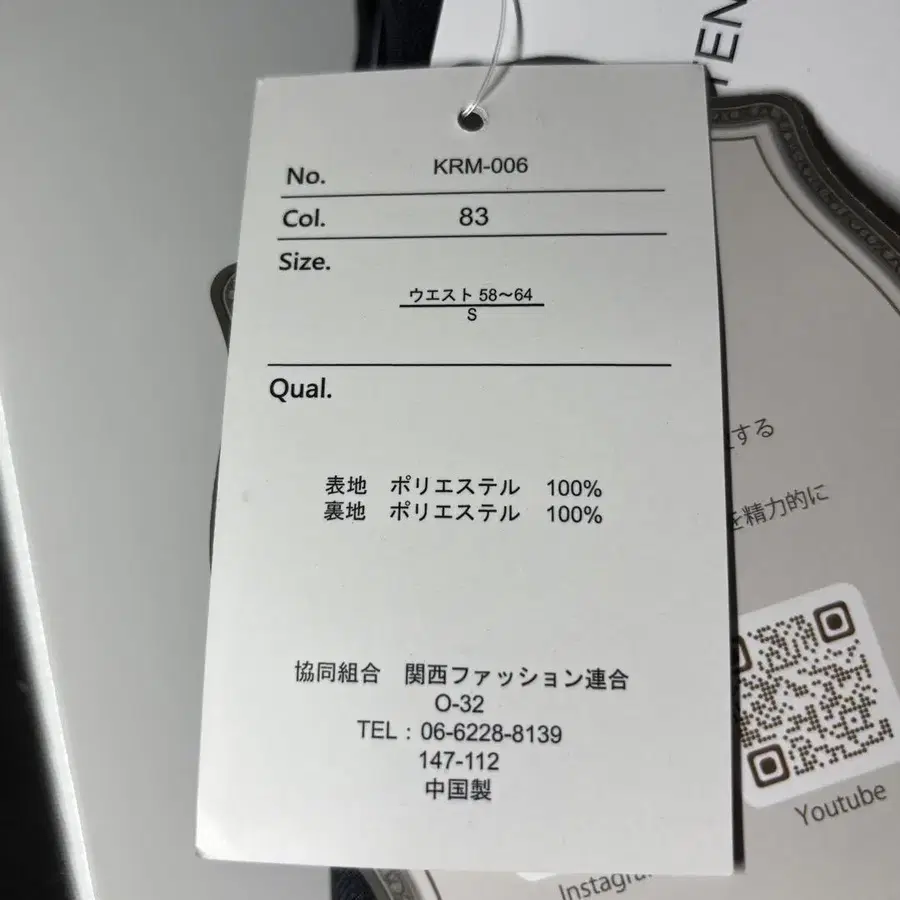 No. KRM-006
Col. 83
Size.
ウエスト 58〜64
S
Qual.
表地 ポリエステル 100%
裏地 ポリエステル 100%
協同組合 関西ファッション連合
O-32
TEL：06-6228-8139
147-112
中国製
TEN
する
を精力的に
Youtube